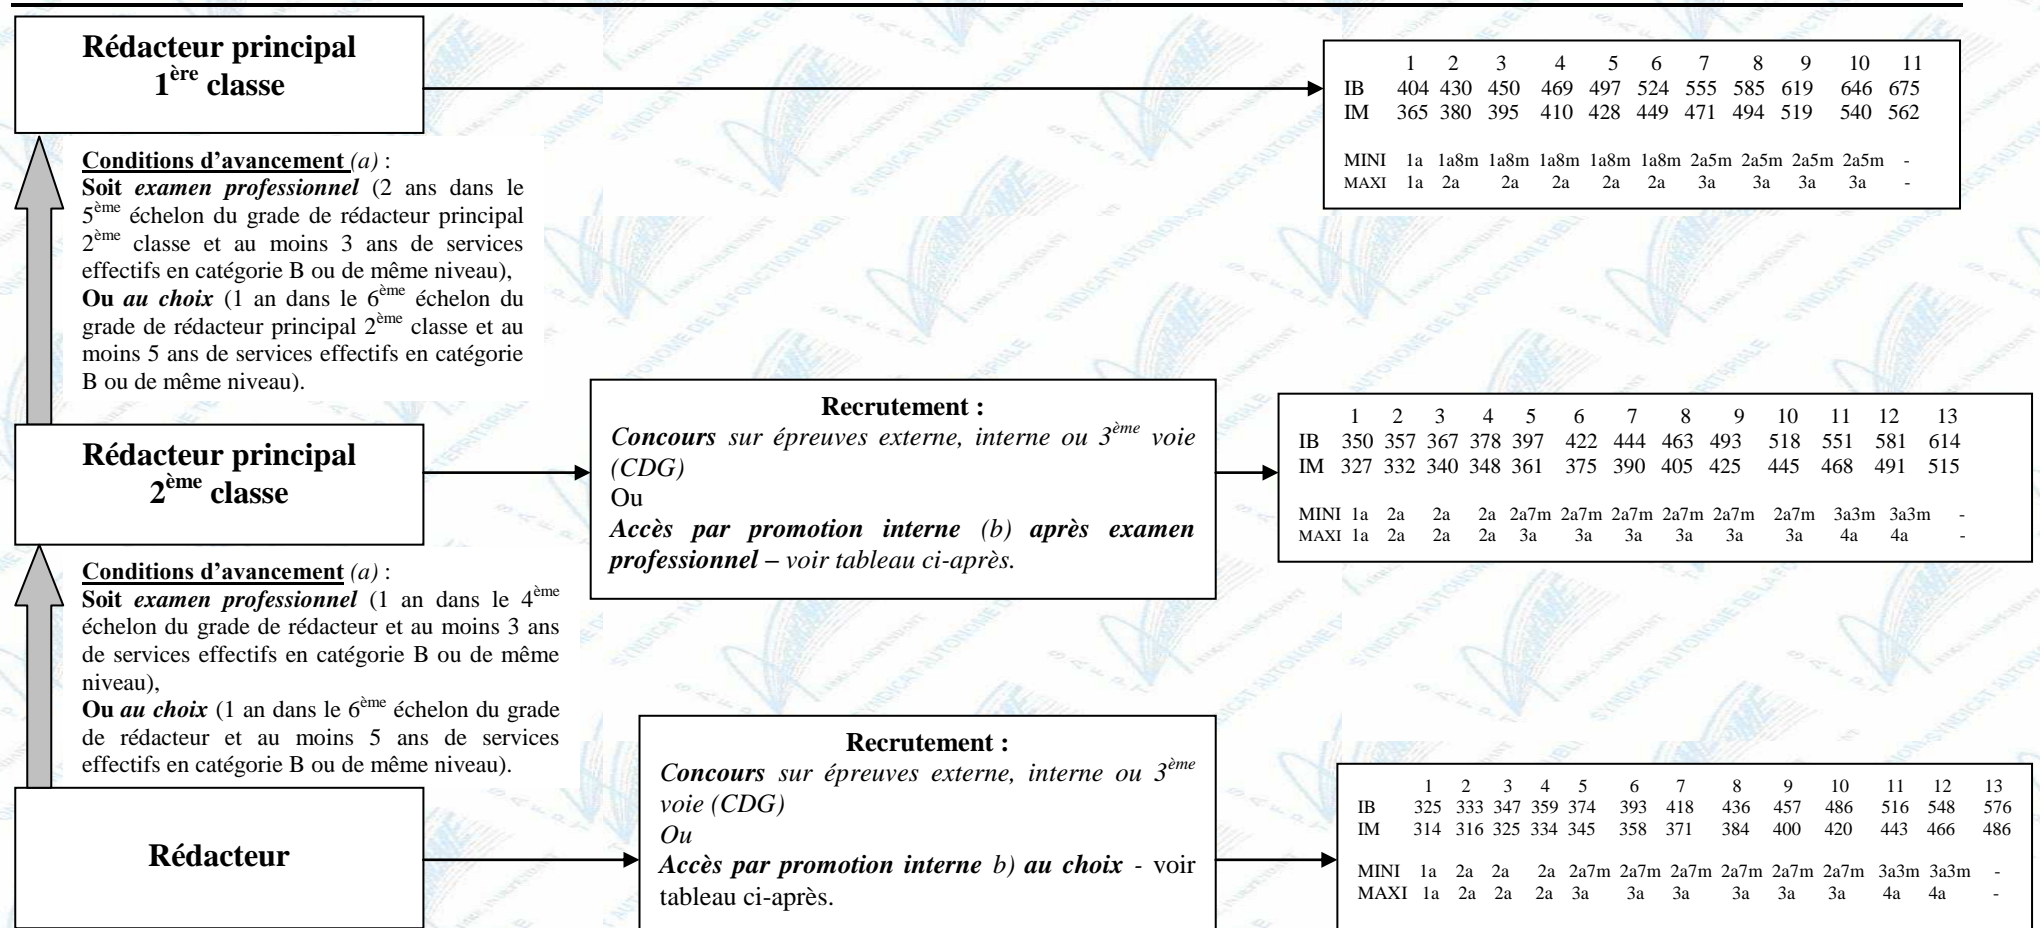 Rédacteur principal
1ère classe
1 2 3 4 5 6 7 8 9 10 11
IB 404 430 450 469 497 524 555 585 619 646 675
IM 365 380 395 410 428 449 471 494 519 540 562
MINI 1a 1a8m 1a8m 1a8m 1a8m 1a8m 2a5m 2a5m 2a5m 2a5m -
MAXI 1a 2a 2a 2a 2a 2a 3a 3a 3a 3a -
Conditions d’avancement (a) :
Soit examen professionnel (2 ans dans le
5ème échelon du grade de rédacteur principal
2ème classe et au moins 3 ans de services
effectifs en catégorie B ou de même niveau),
Ou au choix (1 an dans le 6ème échelon du
grade de rédacteur principal 2ème classe et au
moins 5 ans de services effectifs en catégorie
B ou de même niveau).
Rédacteur principal
2ème classe
Recrutement :
Concours sur épreuves externe, interne ou 3ème voie
(CDG)
Ou
Accès par promotion interne (b) après examen
professionnel – voir tableau ci-après.
1 2 3 4 5 6 7 8 9 10 11 12 13
IB 350 357 367 378 397 422 444 463 493 518 551 581 614
IM 327 332 340 348 361 375 390 405 425 445 468 491 515
MINI 1a 2a 2a 2a 2a7m 2a7m 2a7m 2a7m 2a7m 2a7m 3a3m 3a3m -
MAXI 1a 2a 2a 2a 3a 3a 3a 3a 3a 3a 4a 4a -
Conditions d’avancement (a) :
Soit examen professionnel (1 an dans le 4ème
échelon du grade de rédacteur et au moins 3 ans
de services effectifs en catégorie B ou de même
niveau),
Ou au choix (1 an dans le 6ème échelon du grade
de rédacteur et au moins 5 ans de services
effectifs en catégorie B ou de même niveau).
Rédacteur
Recrutement :
Concours sur épreuves externe, interne ou 3ème
voie (CDG)
Ou
Accès par promotion interne b) au choix - voir
tableau ci-après.
1 2 3 4 5 6 7 8 9 10 11 12 13
IB 325 333 347 359 374 393 418 436 457 486 516 548 576
IM 314 316 325 334 345 358 371 384 400 420 443 466 486
MINI 1a 2a 2a 2a 2a7m 2a7m 2a7m 2a7m 2a7m 2a7m 3a3m 3a3m -
MAXI 1a 2a 2a 2a 3a 3a 3a 3a 3a 3a 4a 4a -